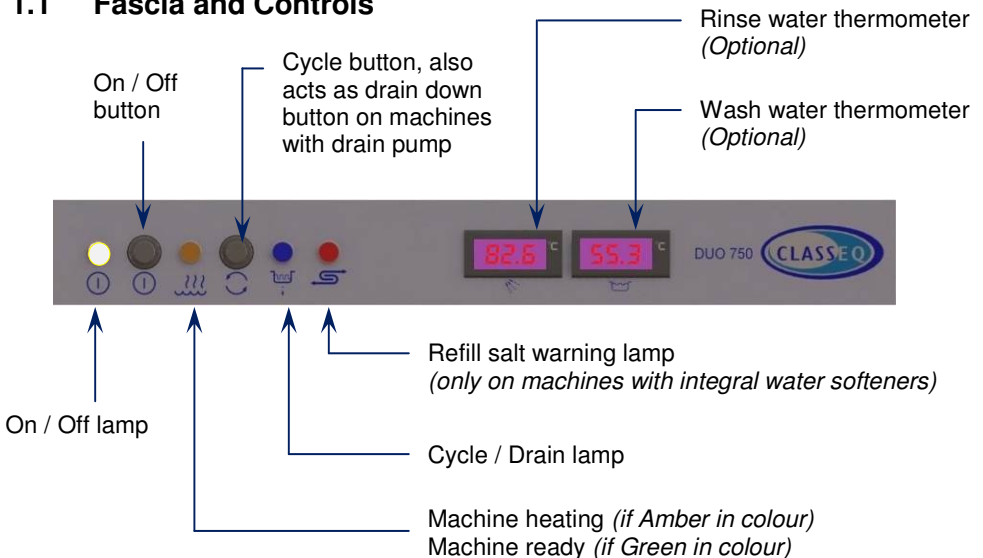 1.1 Fascia and Controls
Rinse water thermometer
(Optional)
On / Off
button
Cycle button, also
acts as drain down
button on machines
with drain pump
Wash water thermometer
(Optional)
82.6 °C
55.3 °C
DUO 750
CLASSEQ
Refill salt warning lamp
(only on machines with integral water softeners)
On / Off lamp
Cycle / Drain lamp
Machine heating (if Amber in colour)
Machine ready (if Green in colour)